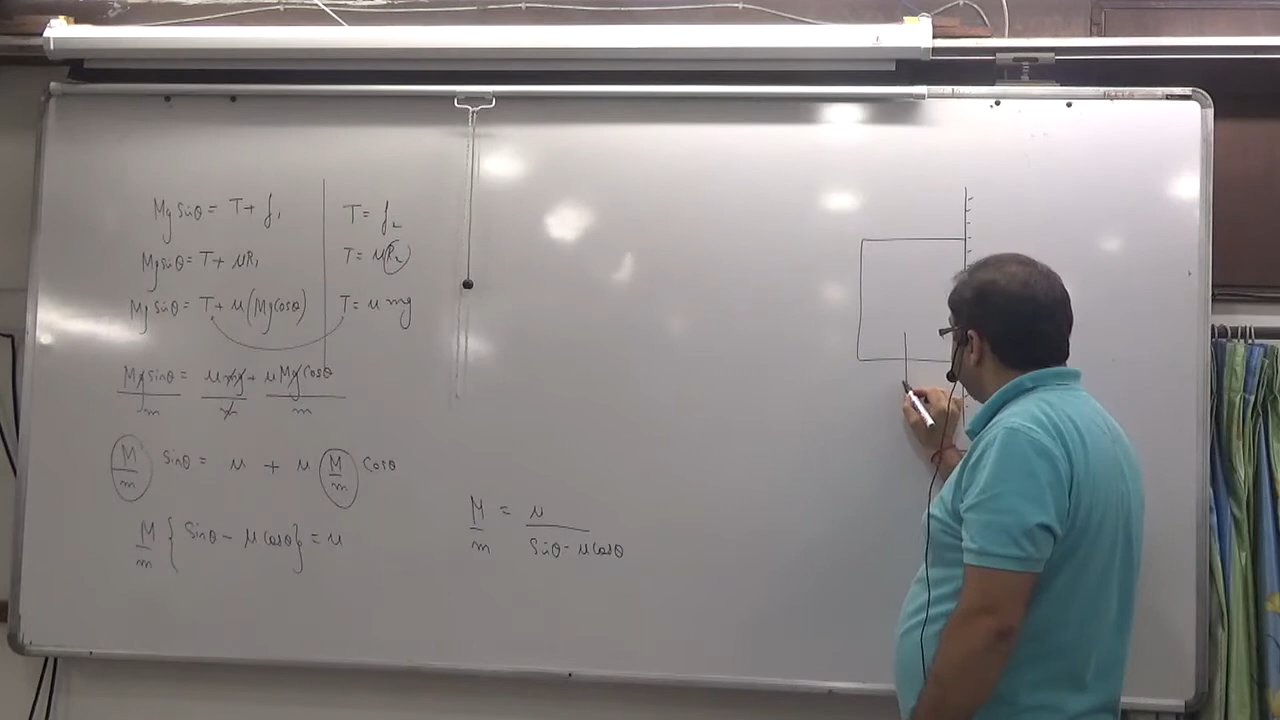 Mg sinθ = T + f₁
Mg sinθ = T + μR₁
Mg sinθ = T + μ(Mg cosθ)
T = f₂
T = μR₂
T = μ mg
Mg sinθ/m = μmg/m + μMg cosθ/m
M/m sinθ = μ + μ M/m cosθ
M/m { sinθ - μ cosθ } = μ
M/m = μ/(sinθ - μ cosθ)